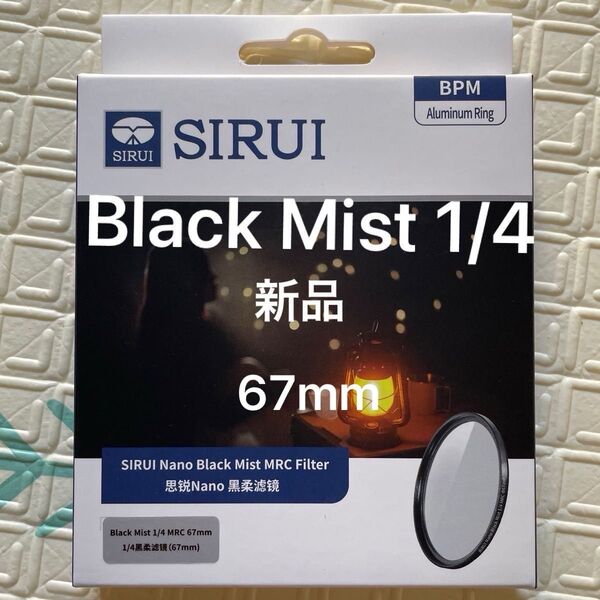 BPM
Aluminum Ring
SIRUI
SIRUI
Black Mist 1/4
新品
67mm
SIRUI Nano Black Mist MRC Filter
思锐Nano 黑柔滤镜
Black Mist 1/4 MRC 67mm
1/4黑柔滤镜(67mm)